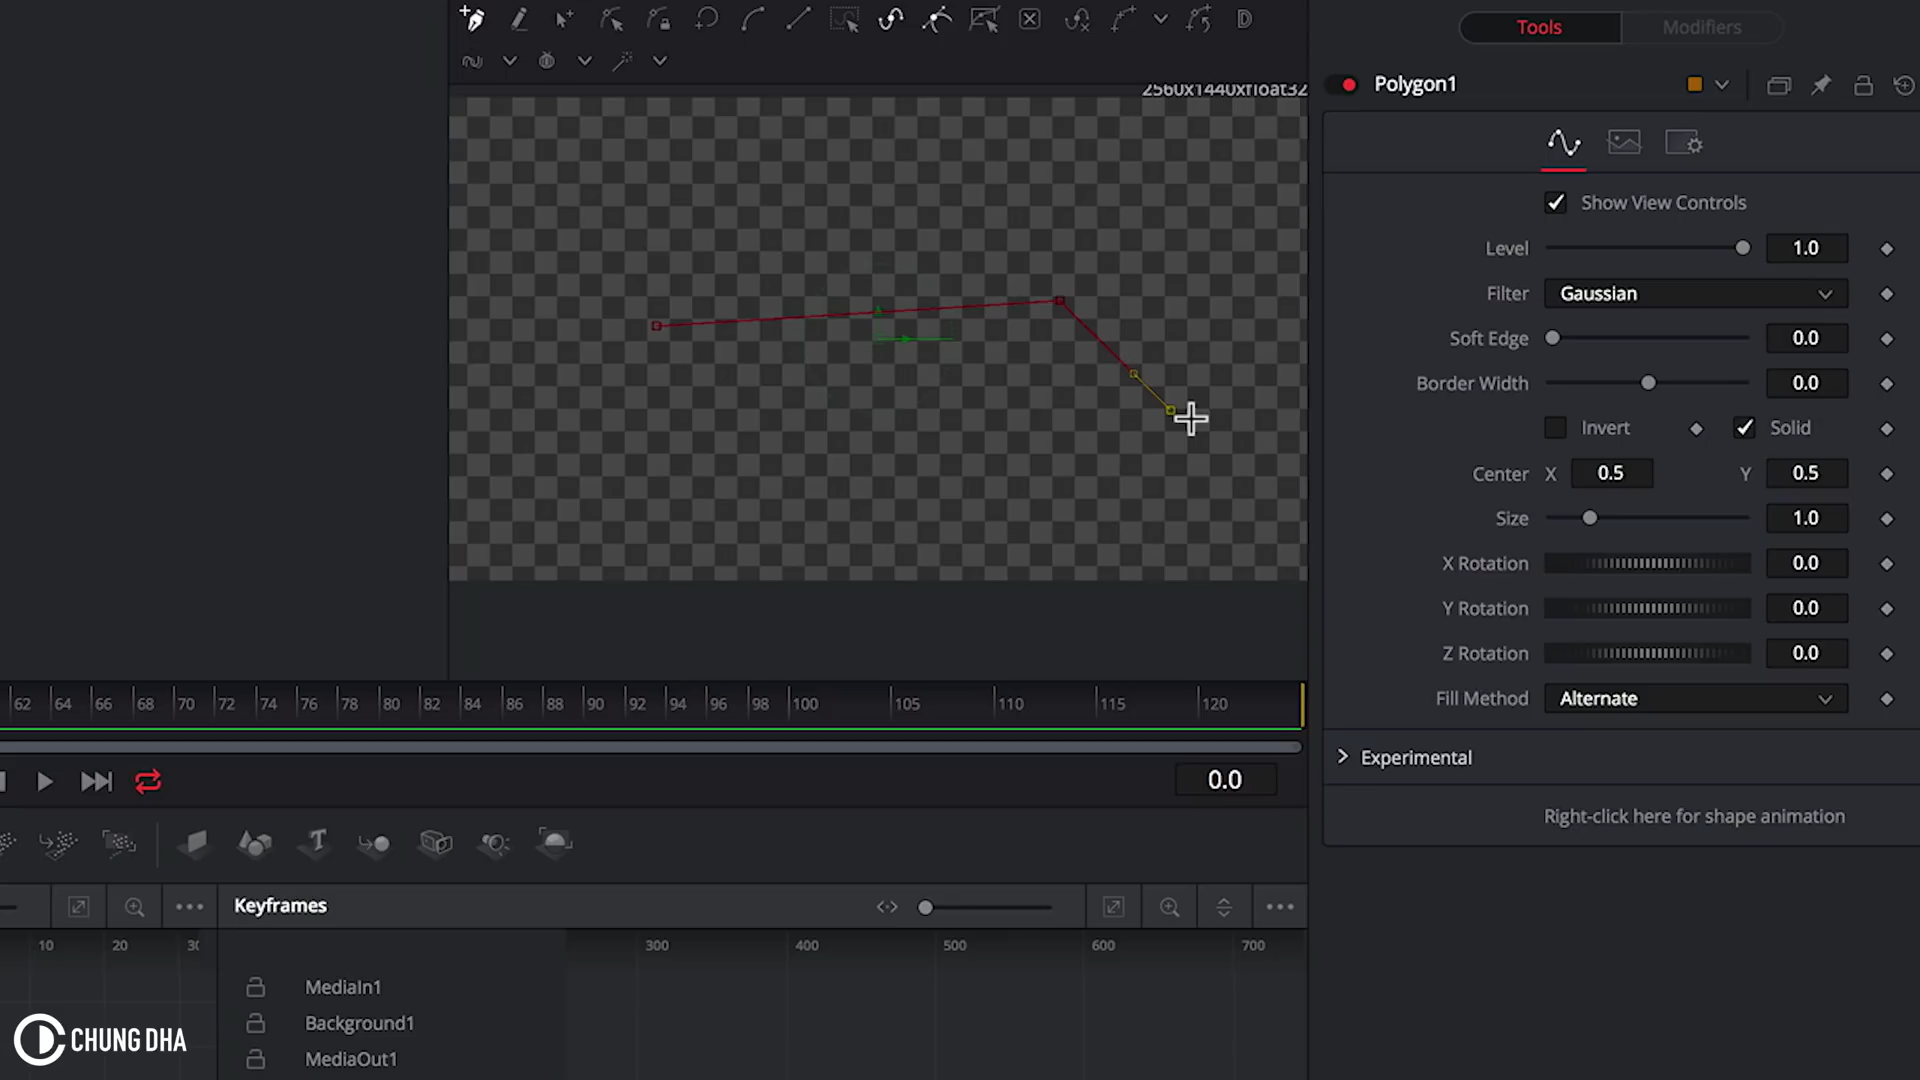 Tools Modifiers
2560x1440xfloat32
Polygon1
Show View Controls
Level 1.0
Filter Gaussian
Soft Edge 0.0
Border Width 0.0
Invert Solid
Center X 0.5 Y 0.5
Size 1.0
X Rotation 0.0
Y Rotation 0.0
Z Rotation 0.0
Fill Method Alternate
Experimental
Right-click here for shape animation
62 64 66 68 70 72 74 76 78 80 82 84 86 88 90 92 94 96 98 100 105 110 115 120
0.0
Keyframes
10 20 300 400 500 600 700
MediaIn1
Background1
MediaOut1
CHUNG DHA